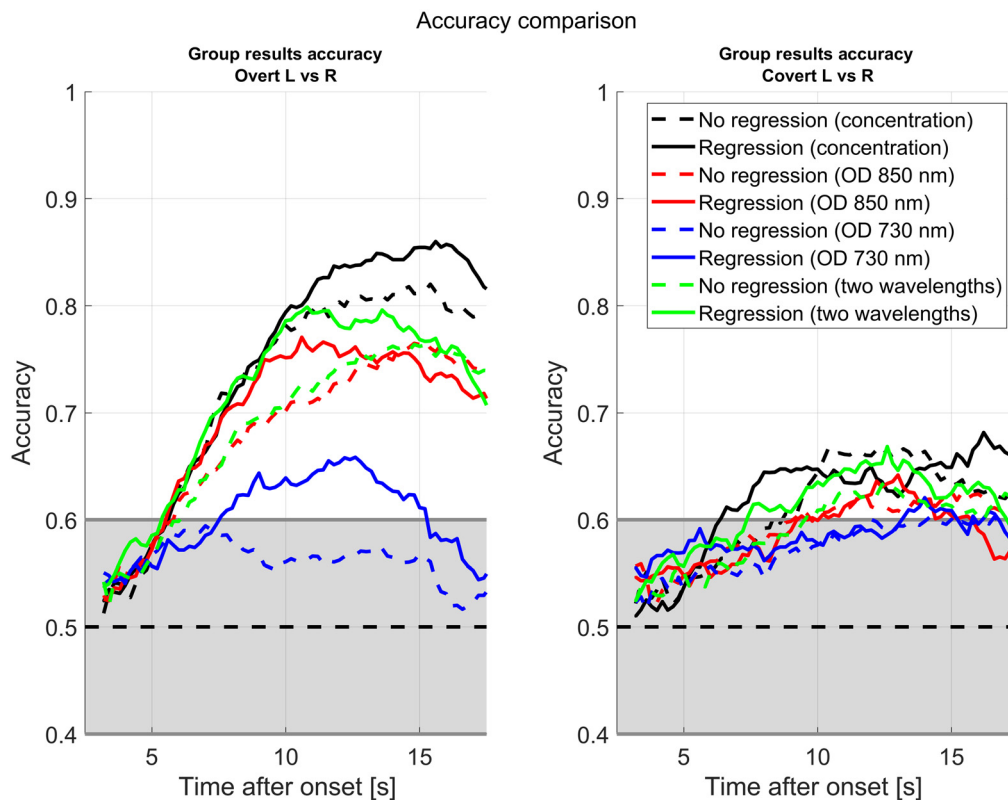 Accuracy comparison
Group results accuracy
Overt L vs R
1
0.9
0.8
0.7
0.6
0.5
0.4
Accuracy
5
10
15
Time after onset [s]
Group results accuracy
Covert L vs R
1
0.9
0.8
0.7
0.6
0.5
0.4
Accuracy
5
10
15
Time after onset [s]
No regression (concentration)
Regression (concentration)
No regression (OD 850 nm)
Regression (OD 850 nm)
No regression (OD 730 nm)
Regression (OD 730 nm)
No regression (two wavelengths)
Regression (two wavelengths)